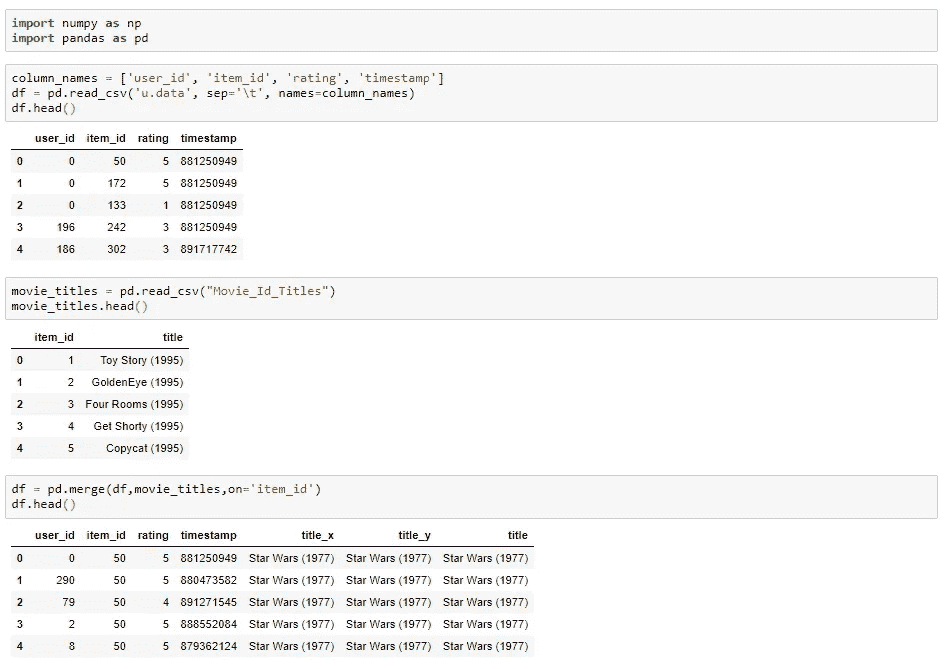 import numpy as np
import pandas as pd
column_names = ['user_id', 'item_id', 'rating', 'timestamp']
df = pd.read_csv('u.data', sep='\t', names=column_names)
df.head()
user_id item_id rating timestamp
0 0 50 5 881250949
1 0 172 5 881250949
2 0 133 1 881250949
3 196 242 3 881250949
4 186 302 3 891717742
movie_titles = pd.read_csv("Movie_Id_Titles")
movie_titles.head()
item_id title
0 1 Toy Story (1995)
1 2 GoldenEye (1995)
2 3 Four Rooms (1995)
3 4 Get Shorty (1995)
4 5 Copycat (1995)
df = pd.merge(df,movie_titles,on='item_id')
df.head()
user_id item_id rating timestamp title_x title_y title
0 0 50 5 881250949 Star Wars (1977) Star Wars (1977) Star Wars (1977)
1 290 50 5 880473582 Star Wars (1977) Star Wars (1977) Star Wars (1977)
2 79 50 4 891271545 Star Wars (1977) Star Wars (1977) Star Wars (1977)
3 2 50 5 888552084 Star Wars (1977) Star Wars (1977) Star Wars (1977)
4 8 50 5 879362124 Star Wars (1977) Star Wars (1977) Star Wars (1977)